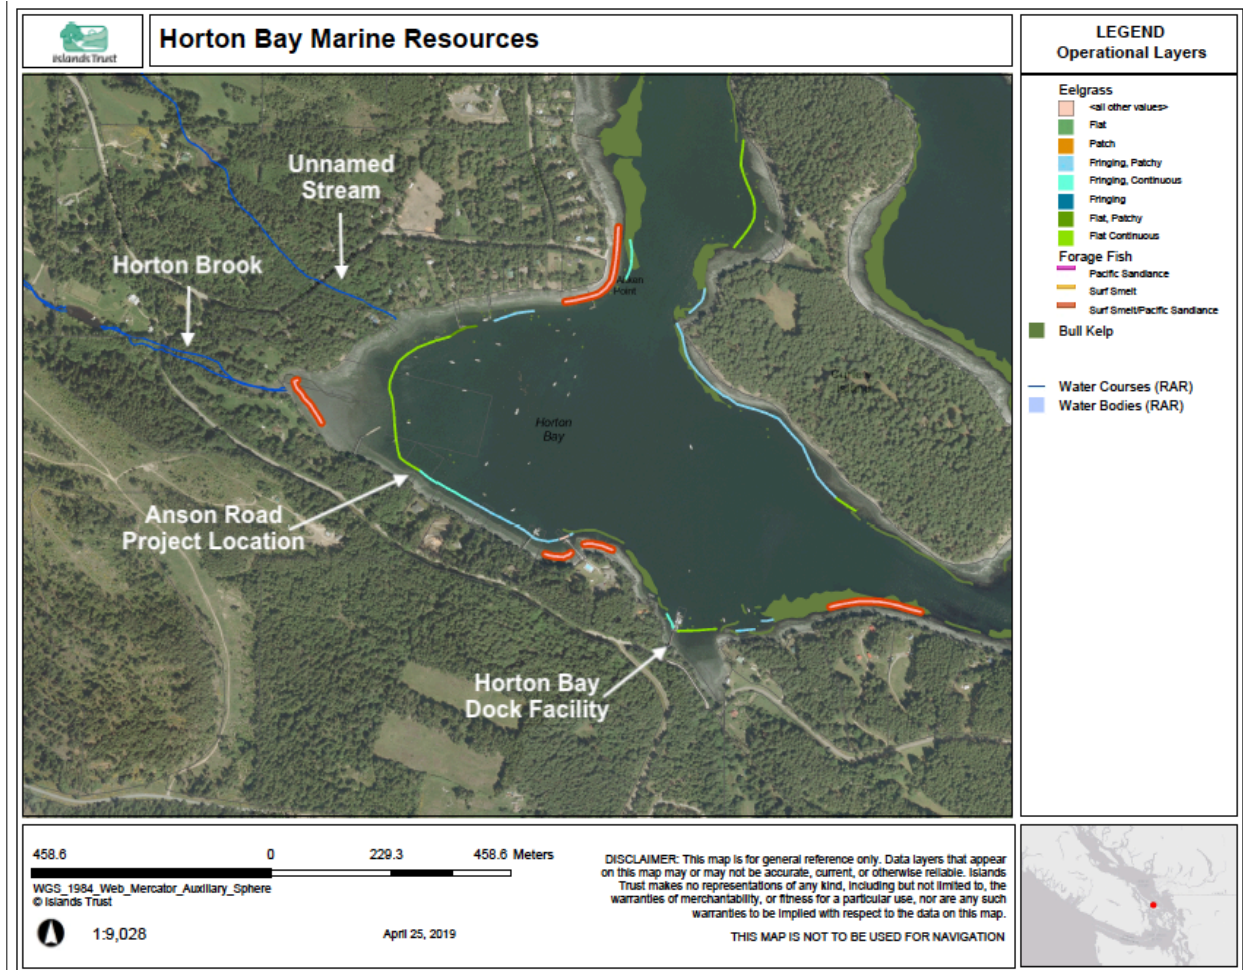 islandsTrust
Horton Bay Marine Resources
LEGEND
Operational Layers
Eelgrass
<all other values>
Flat
Patch
Fringing, Patchy
Fringing, Continuous
Fringing
Flat, Patchy
Flat Continuous
Forage Fish
Pacific Sandlance
Surf Smelt
Surf Smelt/Pacific Sandlance
Bull Kelp
Water Courses (RAR)
Water Bodies (RAR)
Unnamed
Stream
Horton Brook
Point
Horton
Bay
Anson Road
Project Location
Horton Bay
Dock Facility
458.6 0 229.3 458.6 Meters
WGS_1984_Web_Mercator_Auxiliary_Sphere
© Islands Trust
1:9,028
April 25, 2019
DISCLAIMER: This map is for general reference only. Data layers that appear
on this map may or may not be accurate, current, or otherwise reliable. Islands
Trust makes no representations of any kind, including but not limited to, the
warranties of merchantability, or fitness for a particular use, nor are any such
warranties to be implied with respect to the data on this map.
THIS MAP IS NOT TO BE USED FOR NAVIGATION